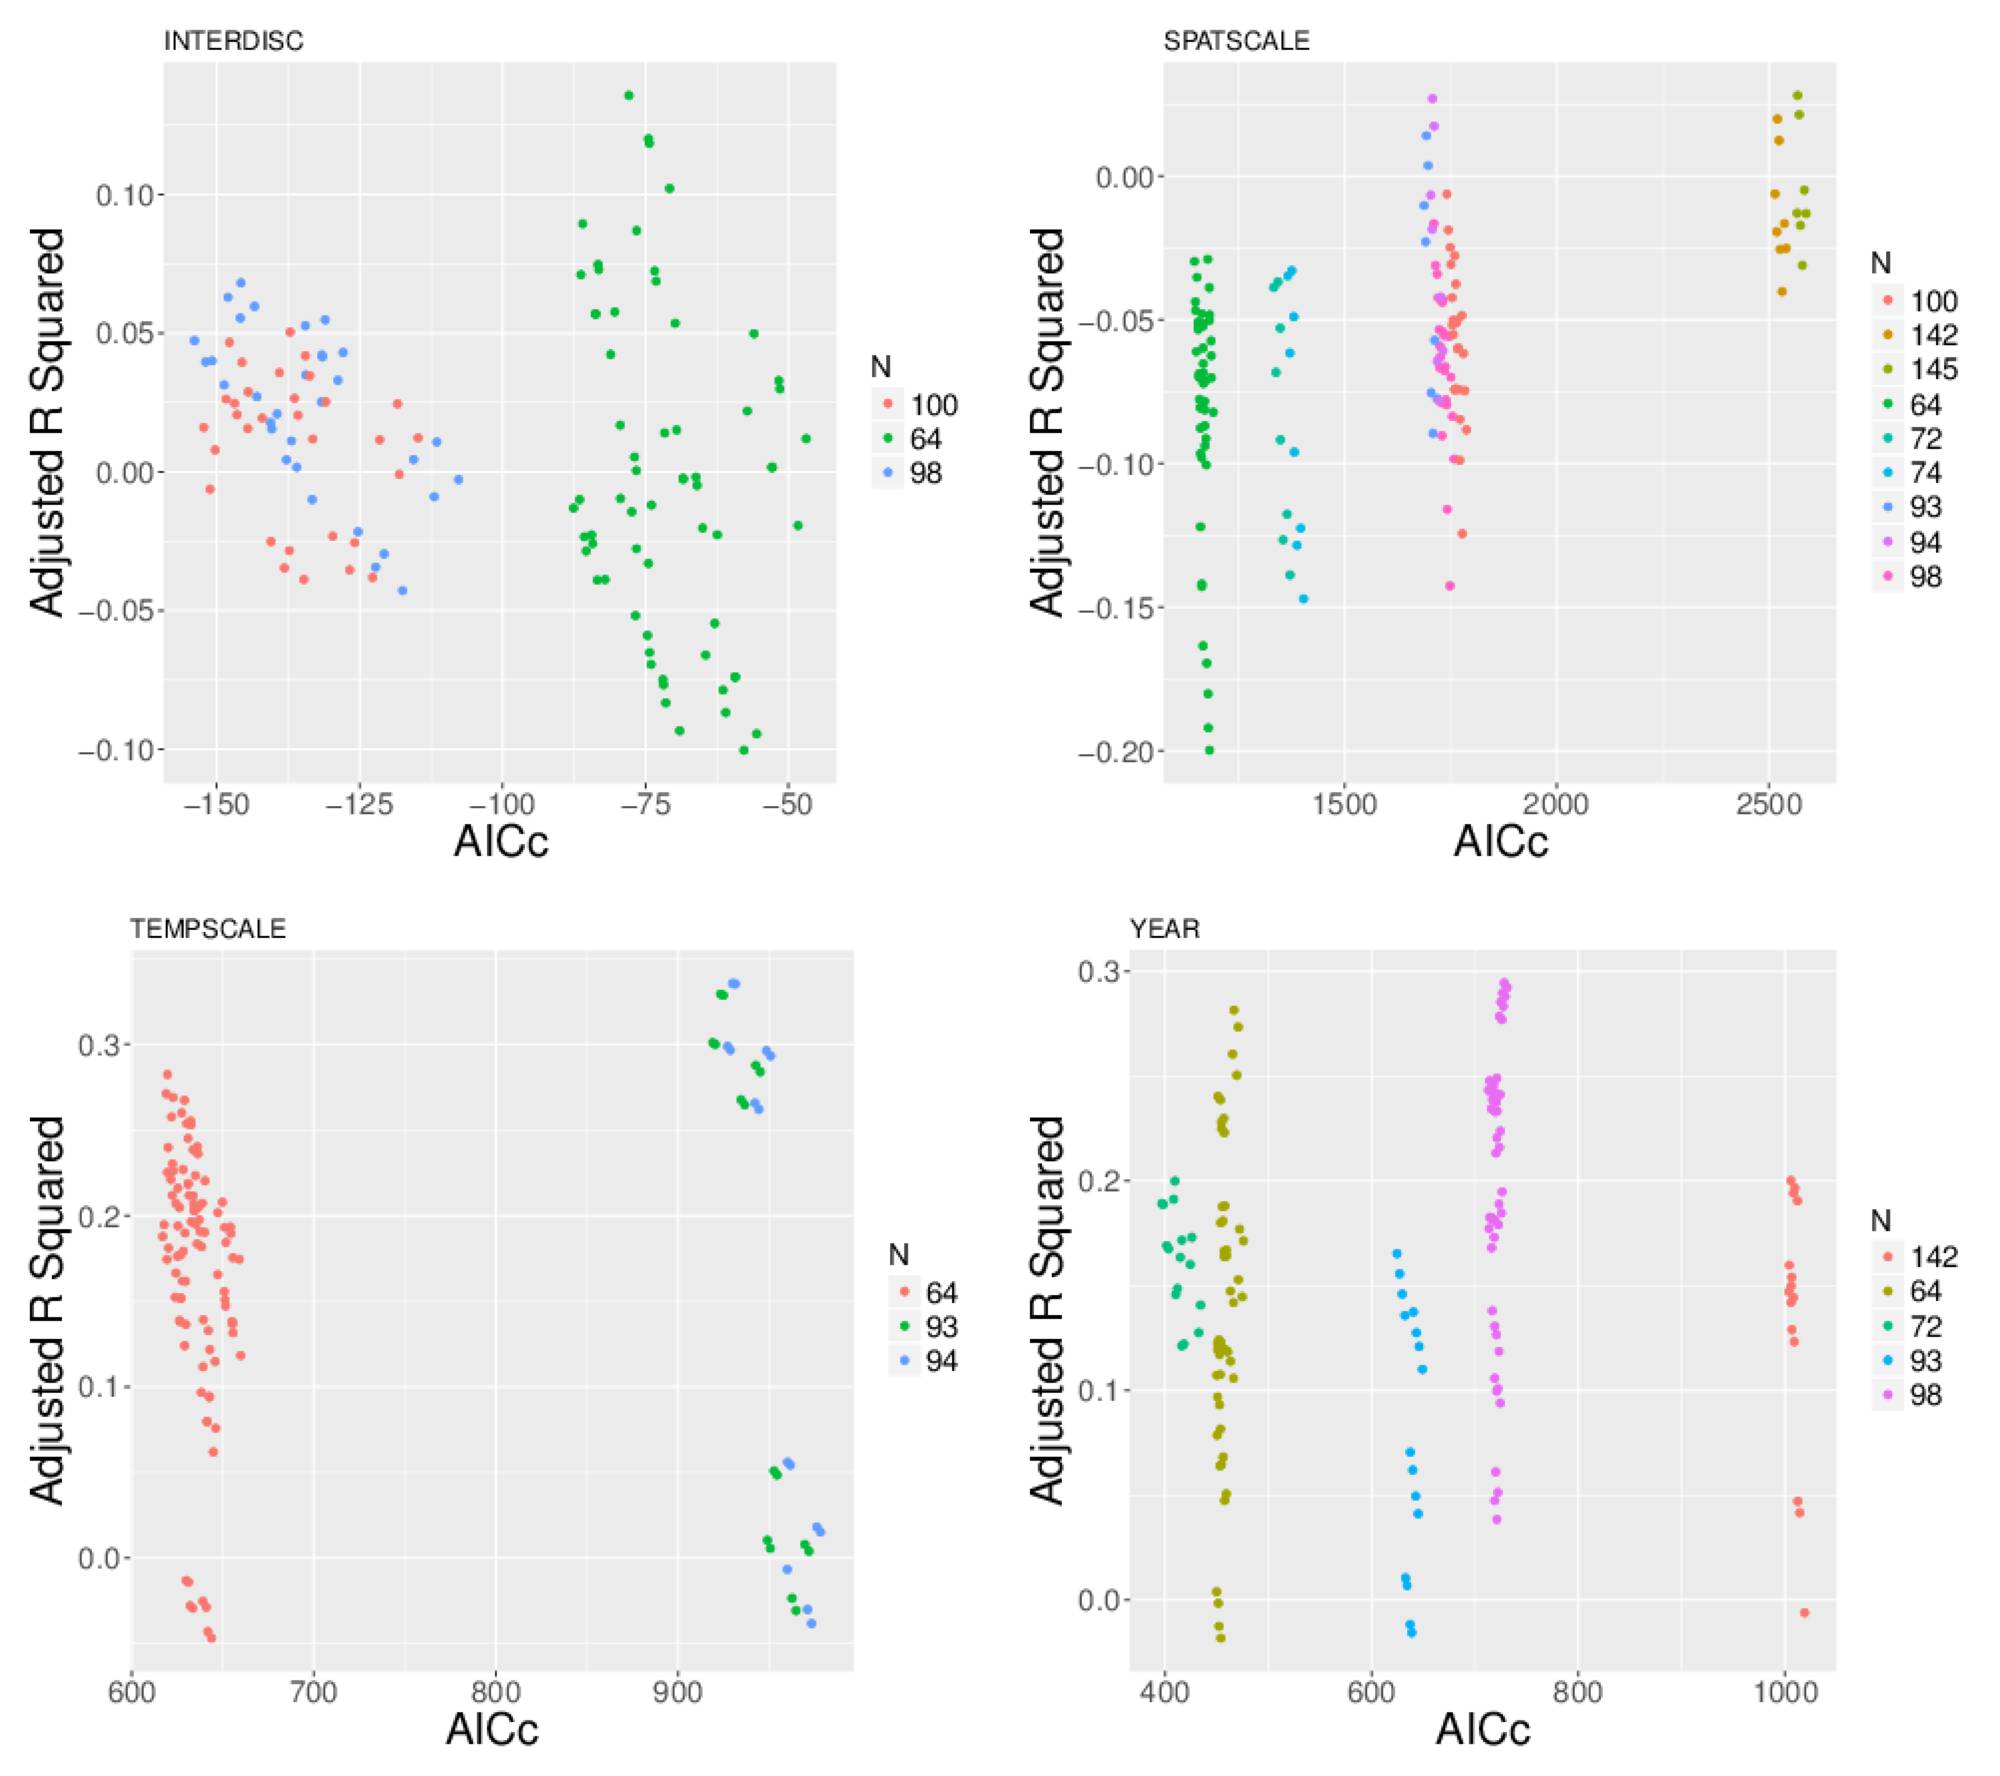 INTERDISC
Adjusted R Squared
0.10
0.05
0.00
−0.05
−0.10
−150 −125 −100 −75 −50
AICc
N
100
64
98
SPATSCALE
Adjusted R Squared
0.00
−0.05
−0.10
−0.15
−0.20
1500 2000 2500
AICc
N
100
142
145
64
72
74
93
94
98
TEMPSCALE
Adjusted R Squared
0.3
0.2
0.1
0.0
600 700 800 900
AICc
N
64
93
94
YEAR
Adjusted R Squared
0.3
0.2
0.1
0.0
400 600 800 1000
AICc
N
142
64
72
93
98